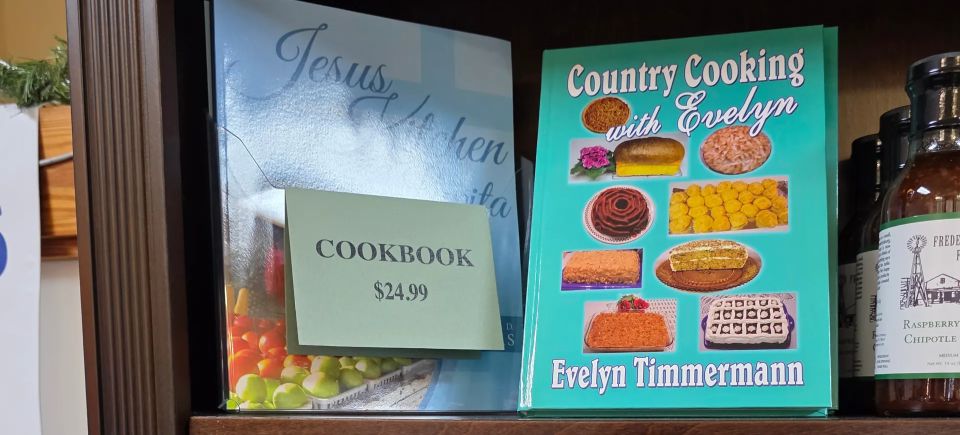 Jesus
Kitchen
COOKBOOK
$24.99
Country Cooking
with Evelyn
Evelyn Timmermann
RASPBERRY
CHIPOTLE